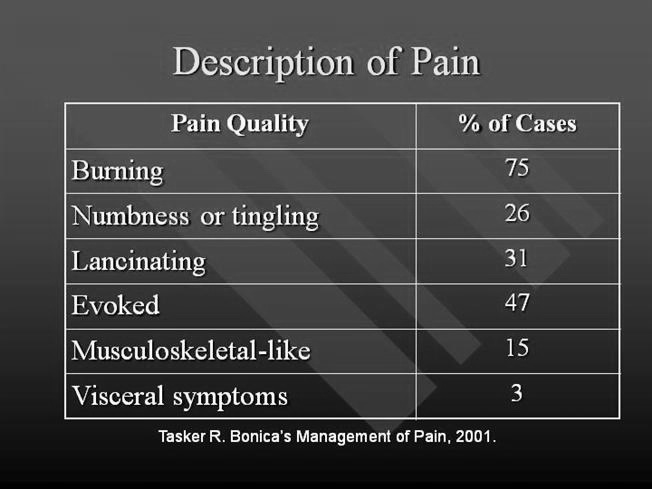 Description of Pain
Pain Quality % of Cases
Burning 75
Numbness or tingling 26
Lancinating 31
Evoked 47
Musculoskeletal-like 15
Visceral symptoms 3
Tasker R. Bonica's Management of Pain, 2001.